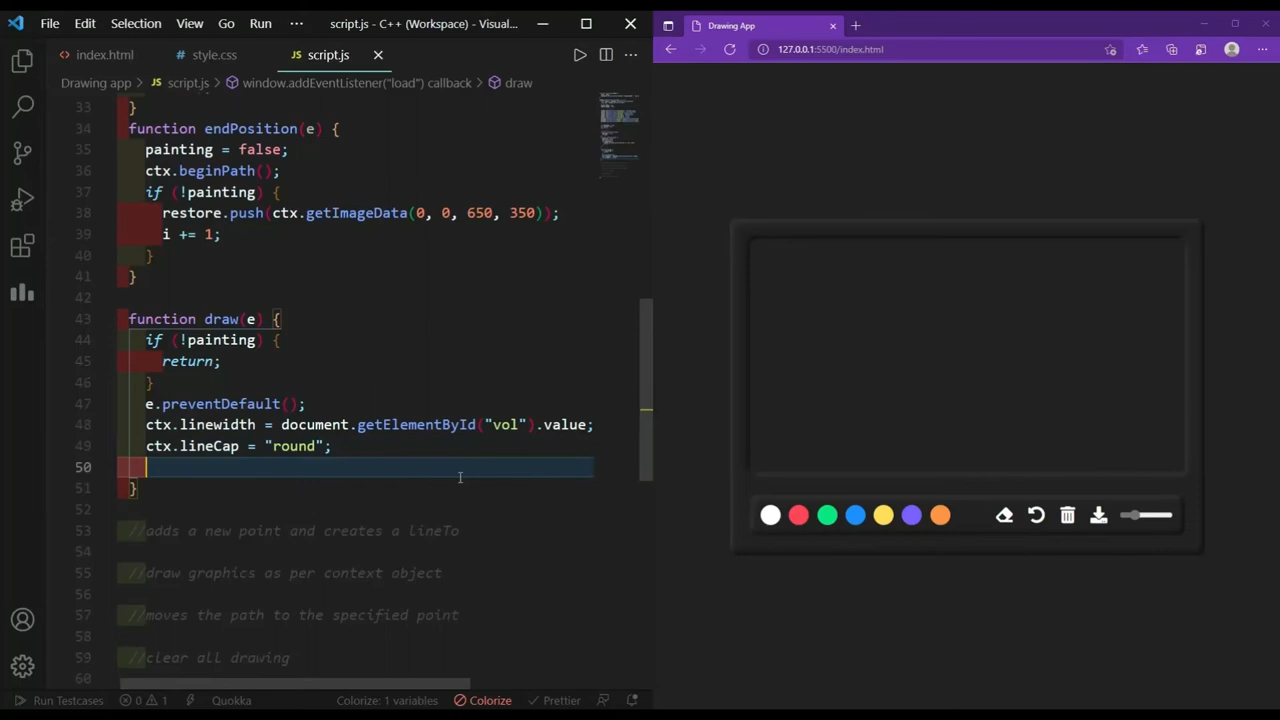 File Edit Selection View Go Run ··· script.js - C++ (Workspace) - Visual...
index.html style.css JS script.js
Drawing app > JS script.js > window.addEventListener("load") callback > draw
33 }
34 function endPosition(e) {
35 painting = false;
36 ctx.beginPath();
37 if (!painting) {
38 restore.push(ctx.getImageData(0, 0, 650, 350));
39 i += 1;
40 }
41 }
42
43 function draw(e) {
44 if (!painting) {
45 return;
46 }
47 e.preventDefault();
48 ctx.linewidth = document.getElementById("vol").value;
49 ctx.lineCap = "round";
50
51 }
52
53 //adds a new point and creates a lineTo
54
55 //draw graphics as per context object
56
57 //moves the path to the specified point
58
59 //clear all drawing
60
Run Testcases 0 1 Quokka Colorize: 1 variables Colorize Prettier
Drawing App
127.0.0.1:5500/index.html